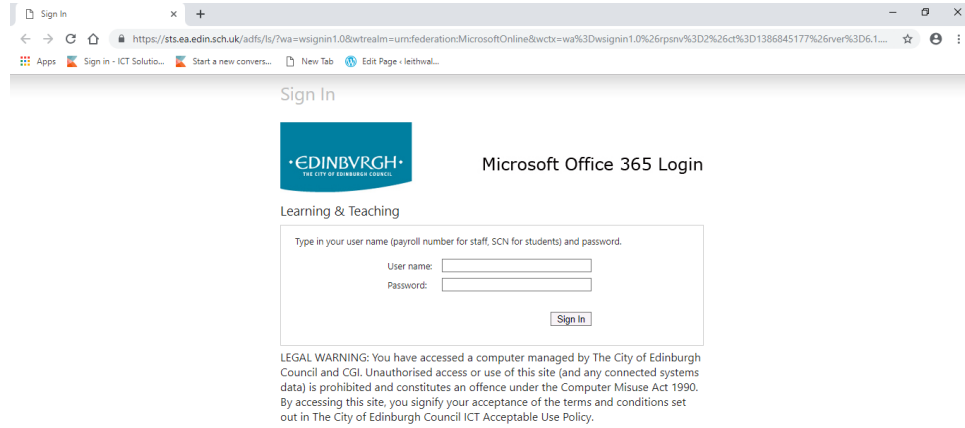 Sign In
https://sts.ea.edin.sch.uk/adfs/ls/?wa=wsignin1.0&wtrealm=urn:federation:MicrosoftOnline&wctx=wa%3Dwsignin1.0%26rpsnv%3D2%26ct%3D1386845177%26rver%3D6.1....
Apps Sign in - ICT Solutio... Start a new convers... New Tab Edit Page ‹ leithwal...
Sign In
·EDINBVRGH·
THE CITY OF EDINBURGH COUNCIL
Microsoft Office 365 Login
Learning & Teaching
Type in your user name (payroll number for staff, SCN for students) and password.
User name:
Password:
Sign In
LEGAL WARNING: You have accessed a computer managed by The City of Edinburgh
Council and CGI. Unauthorised access or use of this site (and any connected systems
data) is prohibited and constitutes an offence under the Computer Misuse Act 1990.
By accessing this site, you signify your acceptance of the terms and conditions set
out in The City of Edinburgh Council ICT Acceptable Use Policy.